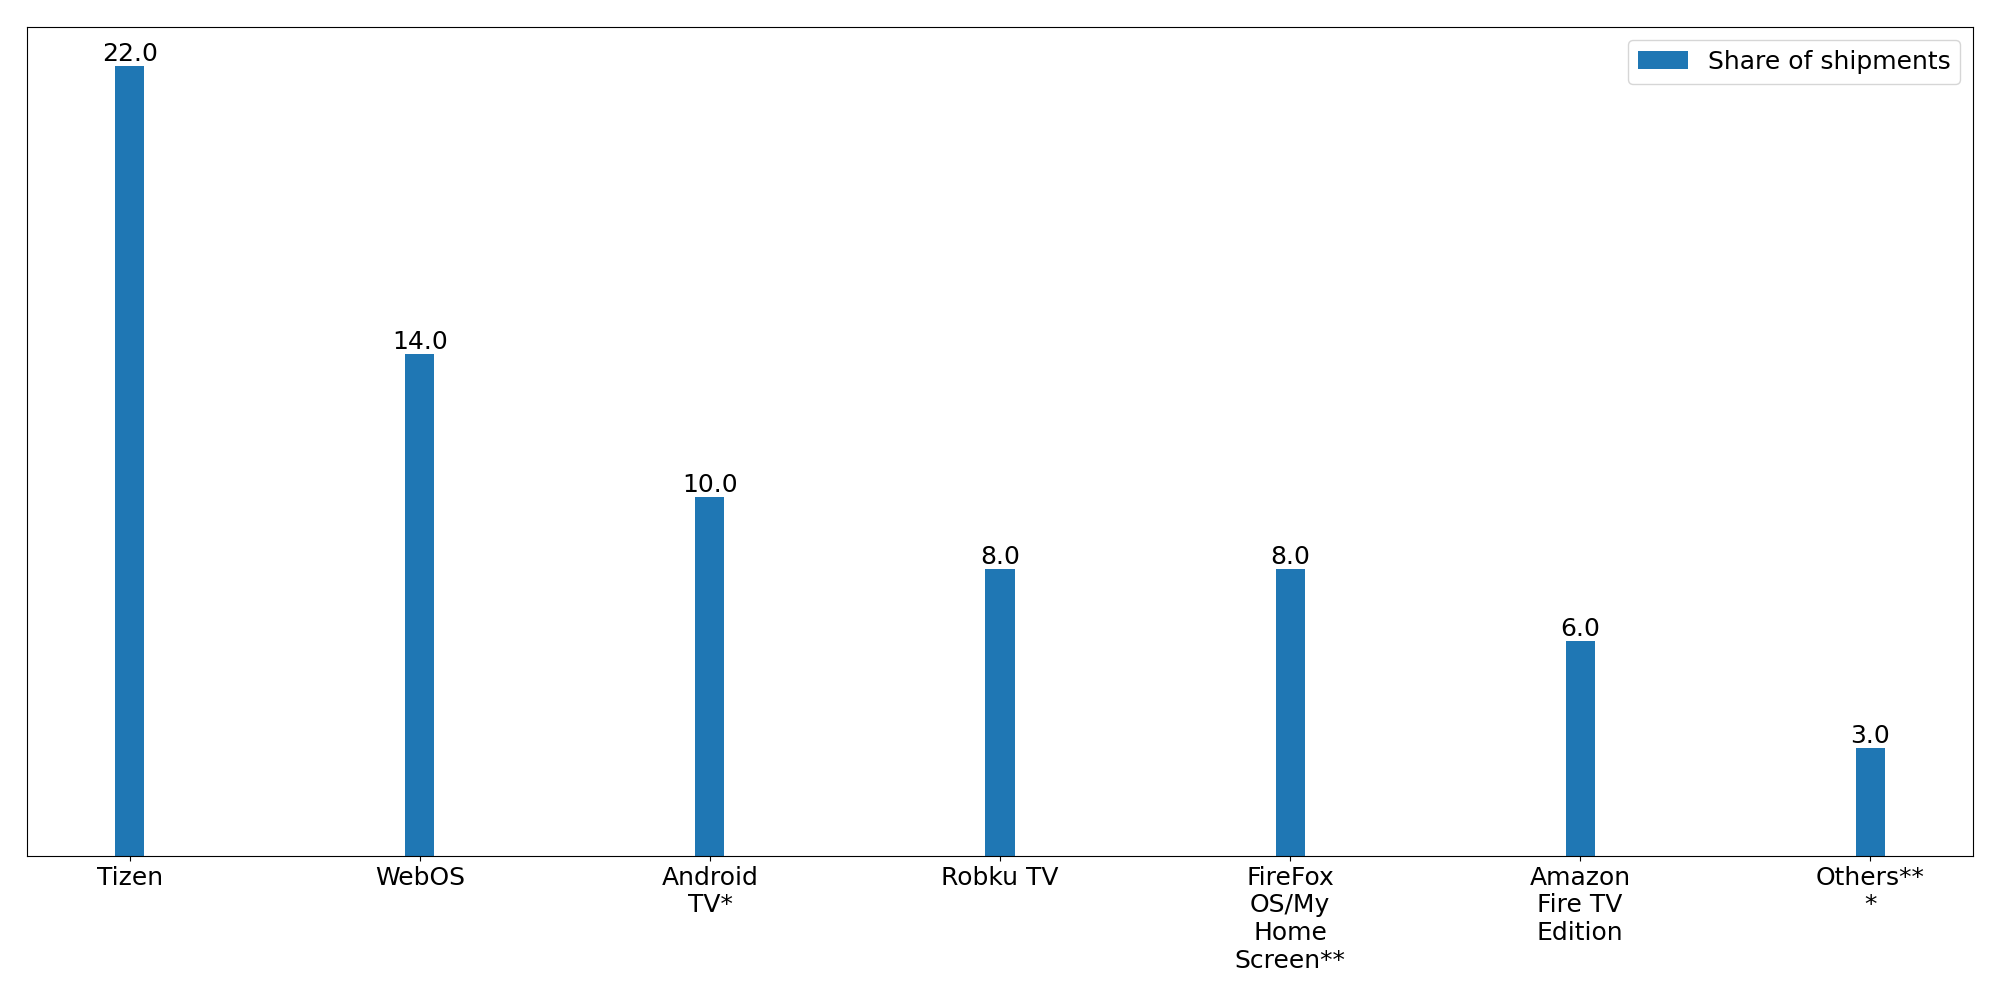 22.0
Share of shipments
14.0
10.0
8.0
8.0
6.0
3.0
Tizen
WebOS
Android
TV*
Robku TV
FireFox
OS/My
Home
Screen**
Amazon
Fire TV
Edition
Others**
*